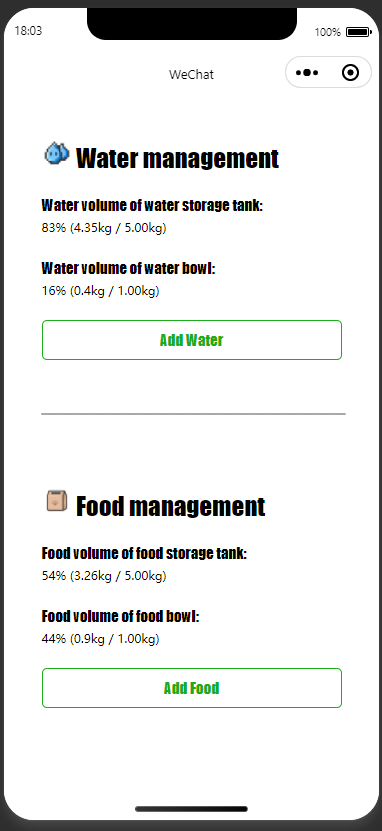 18:03
100%
WeChat
Water management
Water volume of water storage tank:
83% (4.35kg / 5.00kg)
Water volume of water bowl:
16% (0.4kg / 1.00kg)
Add Water
Food management
Food volume of food storage tank:
54% (3.26kg / 5.00kg)
Food volume of food bowl:
44% (0.9kg / 1.00kg)
Add Food